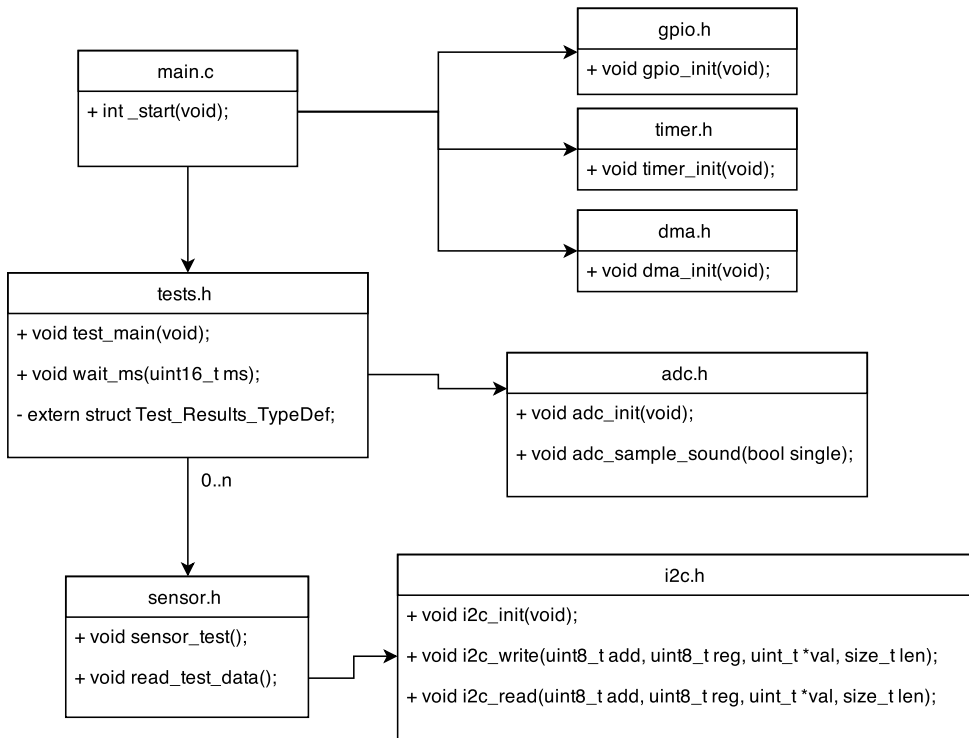 gpio.h
+ void gpio_init(void);
main.c
+ int _start(void);
timer.h
+ void timer_init(void);
dma.h
+ void dma_init(void);
tests.h
+ void test_main(void);
+ void wait_ms(uint16_t ms);
- extern struct Test_Results_TypeDef;
adc.h
+ void adc_init(void);
+ void adc_sample_sound(bool single);
0..n
sensor.h
+ void sensor_test();
+ void read_test_data();
i2c.h
+ void i2c_init(void);
+ void i2c_write(uint8_t add, uint8_t reg, uint_t *val, size_t len);
+ void i2c_read(uint8_t add, uint8_t reg, uint_t *val, size_t len);